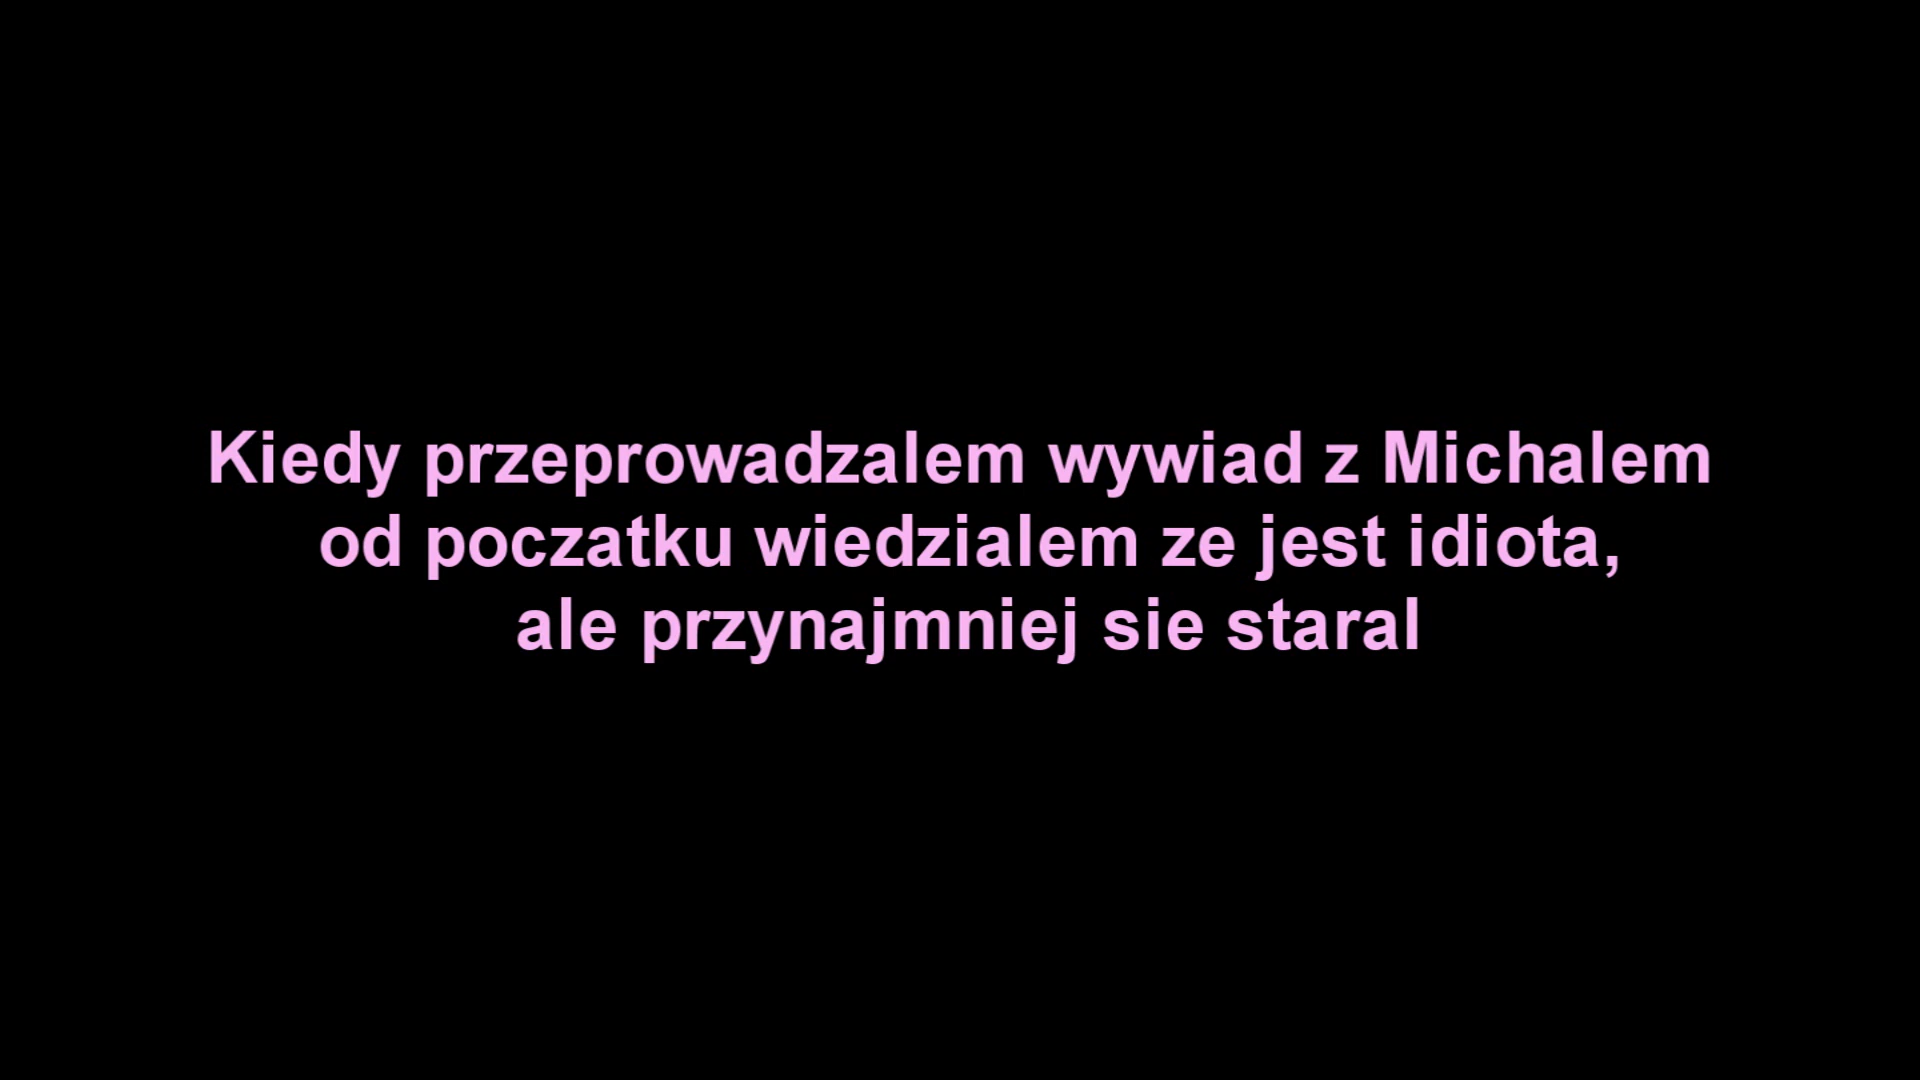 Kiedy przeprowadzalem wywiad z Michalem
od poczatku wiedzialem ze jest idiota,
ale przynajmniej sie staral